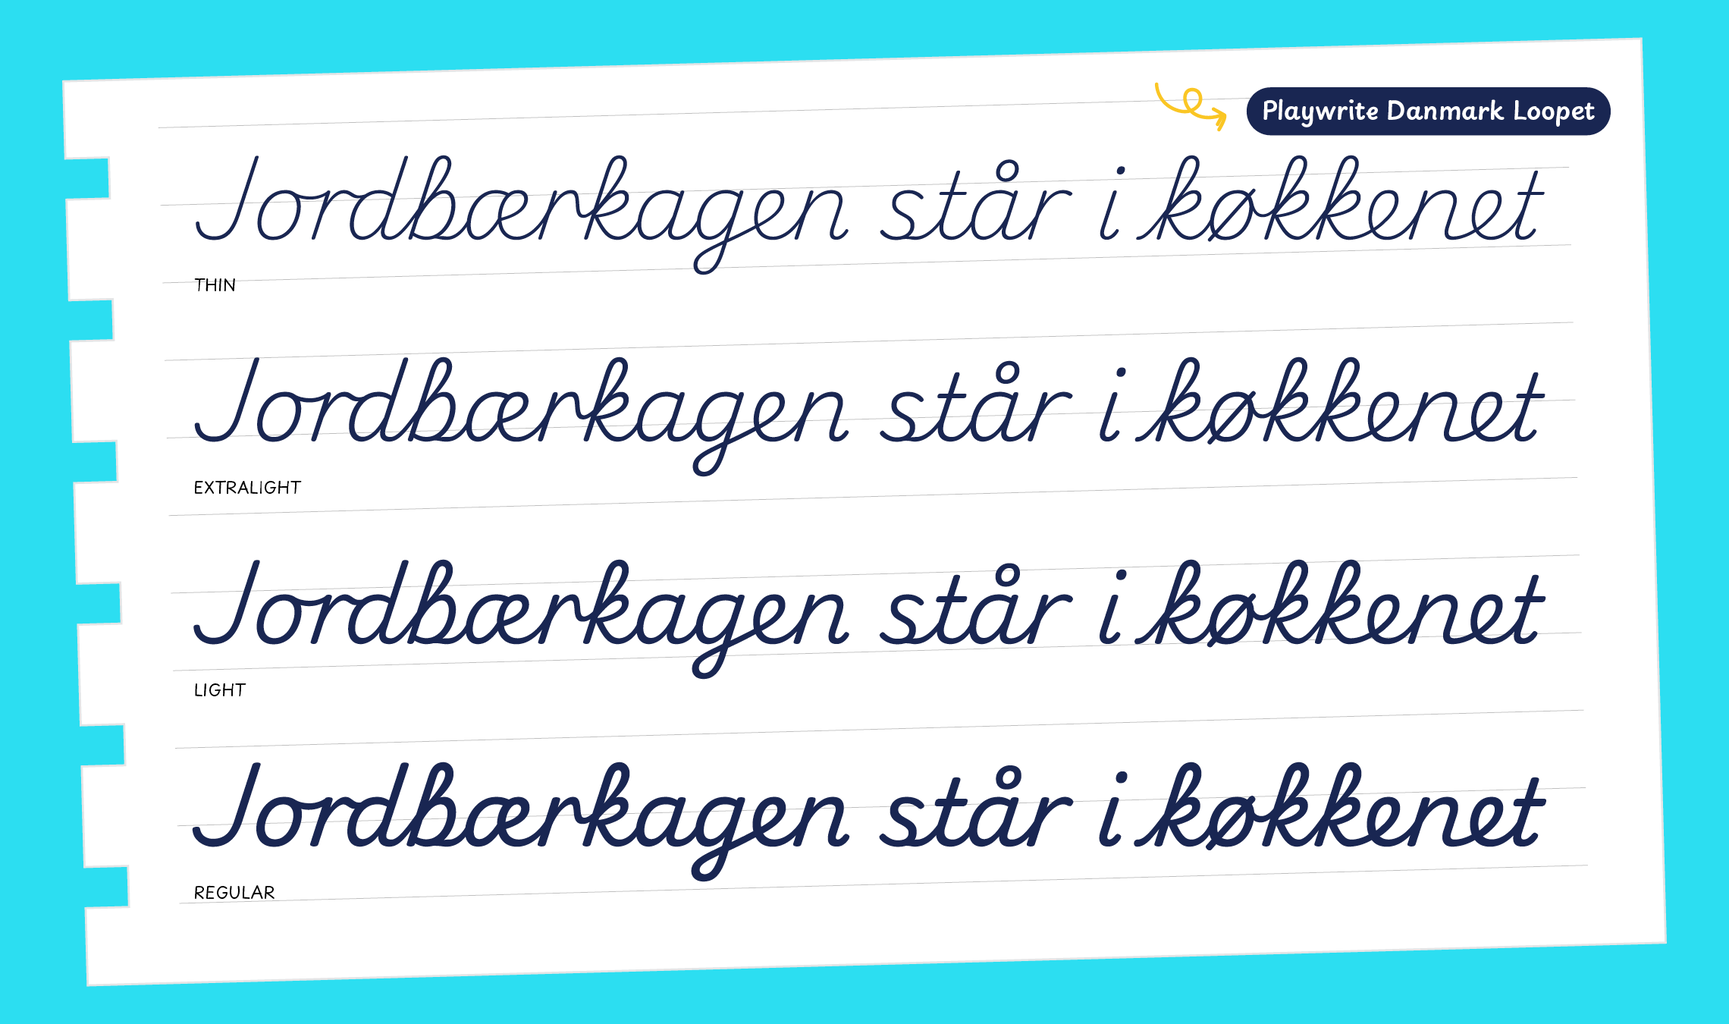 Playwrite Danmark Loopet
Jordbærkagen står i køkkenet
THIN
Jordbærkagen står i køkkenet
EXTRALIGHT
Jordbærkagen står i køkkenet
LIGHT
Jordbærkagen står i køkkenet
REGULAR